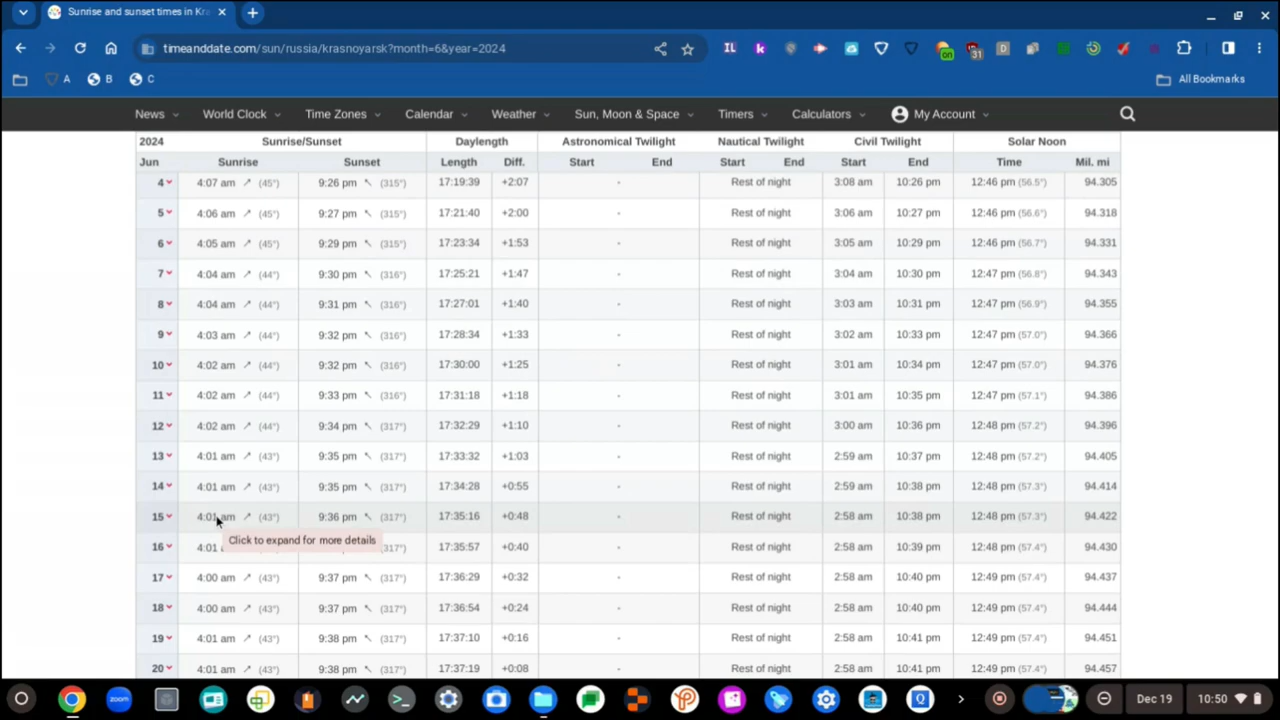 Sunrise and sunset times in Kra
timeanddate.com/sun/russia/krasnoyarsk?month=6&year=2024
IL k on 31 D
A B C All Bookmarks
News World Clock Time Zones Calendar Weather Sun, Moon & Space Timers Calculators My Account
2024 Sunrise/Sunset Daylength Astronomical Twilight Nautical Twilight Civil Twilight Solar Noon
Jun Sunrise Sunset Length Diff. Start End Start End Start End Time Mil. mi
4 4:07 am ↗ (45°) 9:26 pm ↖ (315°) 17:19:39 +2:07 - Rest of night 3:08 am 10:26 pm 12:46 pm (56.5°) 94.305
5 4:06 am ↗ (45°) 9:27 pm ↖ (315°) 17:21:40 +2:00 - Rest of night 3:06 am 10:27 pm 12:46 pm (56.6°) 94.318
6 4:05 am ↗ (45°) 9:29 pm ↖ (315°) 17:23:34 +1:53 - Rest of night 3:05 am 10:29 pm 12:46 pm (56.7°) 94.331
7 4:04 am ↗ (44°) 9:30 pm ↖ (316°) 17:25:21 +1:47 - Rest of night 3:04 am 10:30 pm 12:47 pm (56.8°) 94.343
8 4:04 am ↗ (44°) 9:31 pm ↖ (316°) 17:27:01 +1:40 - Rest of night 3:03 am 10:31 pm 12:47 pm (56.9°) 94.355
9 4:03 am ↗ (44°) 9:32 pm ↖ (316°) 17:28:34 +1:33 - Rest of night 3:02 am 10:33 pm 12:47 pm (57.0°) 94.366
10 4:02 am ↗ (44°) 9:32 pm ↖ (316°) 17:30:00 +1:25 - Rest of night 3:01 am 10:34 pm 12:47 pm (57.0°) 94.376
11 4:02 am ↗ (44°) 9:33 pm ↖ (316°) 17:31:18 +1:18 - Rest of night 3:01 am 10:35 pm 12:47 pm (57.1°) 94.386
12 4:02 am ↗ (44°) 9:34 pm ↖ (317°) 17:32:29 +1:10 - Rest of night 3:00 am 10:36 pm 12:48 pm (57.2°) 94.396
13 4:01 am ↗ (43°) 9:35 pm ↖ (317°) 17:33:32 +1:03 - Rest of night 2:59 am 10:37 pm 12:48 pm (57.2°) 94.405
14 4:01 am ↗ (43°) 9:35 pm ↖ (317°) 17:34:28 +0:55 - Rest of night 2:59 am 10:38 pm 12:48 pm (57.3°) 94.414
15 4:01 am ↗ (43°) 9:36 pm ↖ (317°) 17:35:16 +0:48 - Rest of night 2:58 am 10:38 pm 12:48 pm (57.3°) 94.422
Click to expand for more details
16 4:01 (317°) 17:35:57 +0:40 - Rest of night 2:58 am 10:39 pm 12:48 pm (57.4°) 94.430
17 4:00 am ↗ (43°) 9:37 pm ↖ (317°) 17:36:29 +0:32 - Rest of night 2:58 am 10:40 pm 12:49 pm (57.4°) 94.437
18 4:00 am ↗ (43°) 9:37 pm ↖ (317°) 17:36:54 +0:24 - Rest of night 2:58 am 10:40 pm 12:49 pm (57.4°) 94.444
19 4:01 am ↗ (43°) 9:38 pm ↖ (317°) 17:37:10 +0:16 - Rest of night 2:58 am 10:41 pm 12:49 pm (57.4°) 94.451
20 4:01 am ↗ (43°) 9:38 pm ↖ (317°) 17:37:19 +0:08 - Rest of night 2:58 am 10:41 pm 12:49 pm (57.4°) 94.457
zoom Q Dec 19 10:50